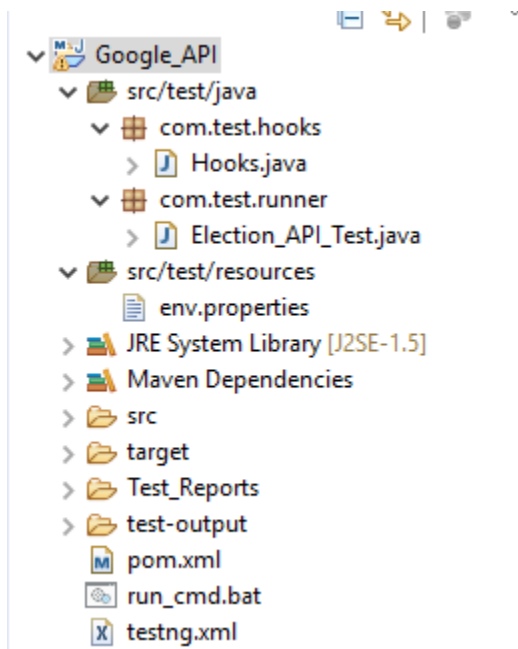 Google_API
src/test/java
com.test.hooks
Hooks.java
com.test.runner
Election_API_Test.java
src/test/resources
env.properties
JRE System Library [J2SE-1.5]
Maven Dependencies
src
target
Test_Reports
test-output
pom.xml
run_cmd.bat
testng.xml